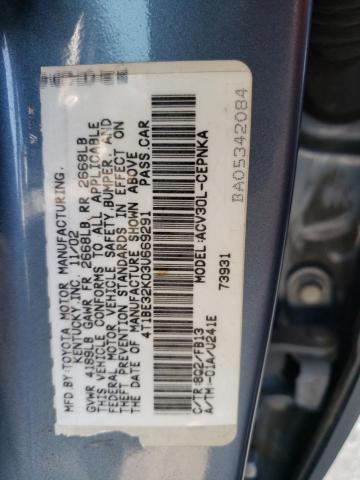 MFD.BY:TOYOTA MOTOR MANUFACTURING,
KENTUCKY,INC. 11/02
GVWR 4189LB GAWR FR 2668LB RR 2668LB
THIS VEHICLE CONFORMS TO ALL APPLICABLE
FEDERAL MOTOR VEHICLE SAFETY,BUMPER, AND
THEFT PREVENTION STANDARDS IN EFFECT ON
THE DATE OF MANUFACTURE SHOWN ABOVE.
4T1BE32K03U669291 PASS.CAR
MODEL:ACV30L-CEPNKA
73931
C/TR:8Q2/FB13
A/TM:-01A/U241E
BA05342084